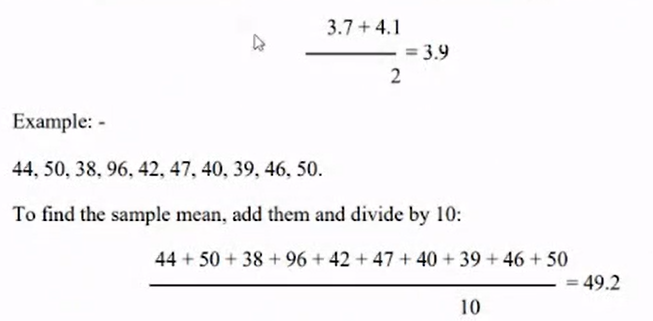 3.7 + 4.1
= 3.9
2
Example: -
44, 50, 38, 96, 42, 47, 40, 39, 46, 50.
To find the sample mean, add them and divide by 10:
44 + 50 + 38 + 96 + 42 + 47 + 40 + 39 + 46 + 50
= 49.2
10